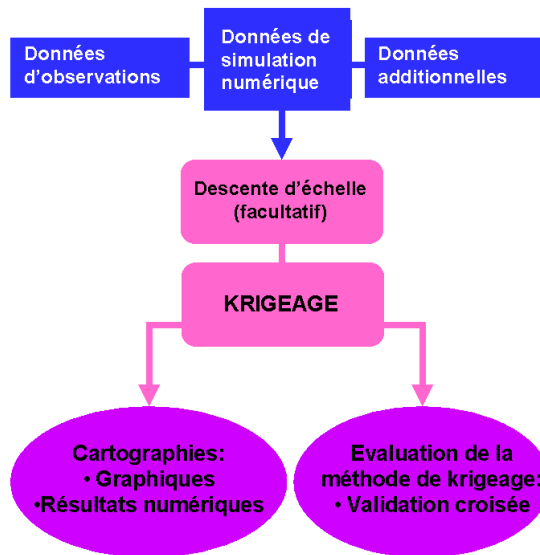 Données
d'observations
Données de
simulation
numérique
Données
additionnelles
Descente d'échelle
(facultatif)
KRIGEAGE
Cartographies:
• Graphiques
•Résultats numériques
Evaluation de la
méthode de krigeage:
• Validation croisée